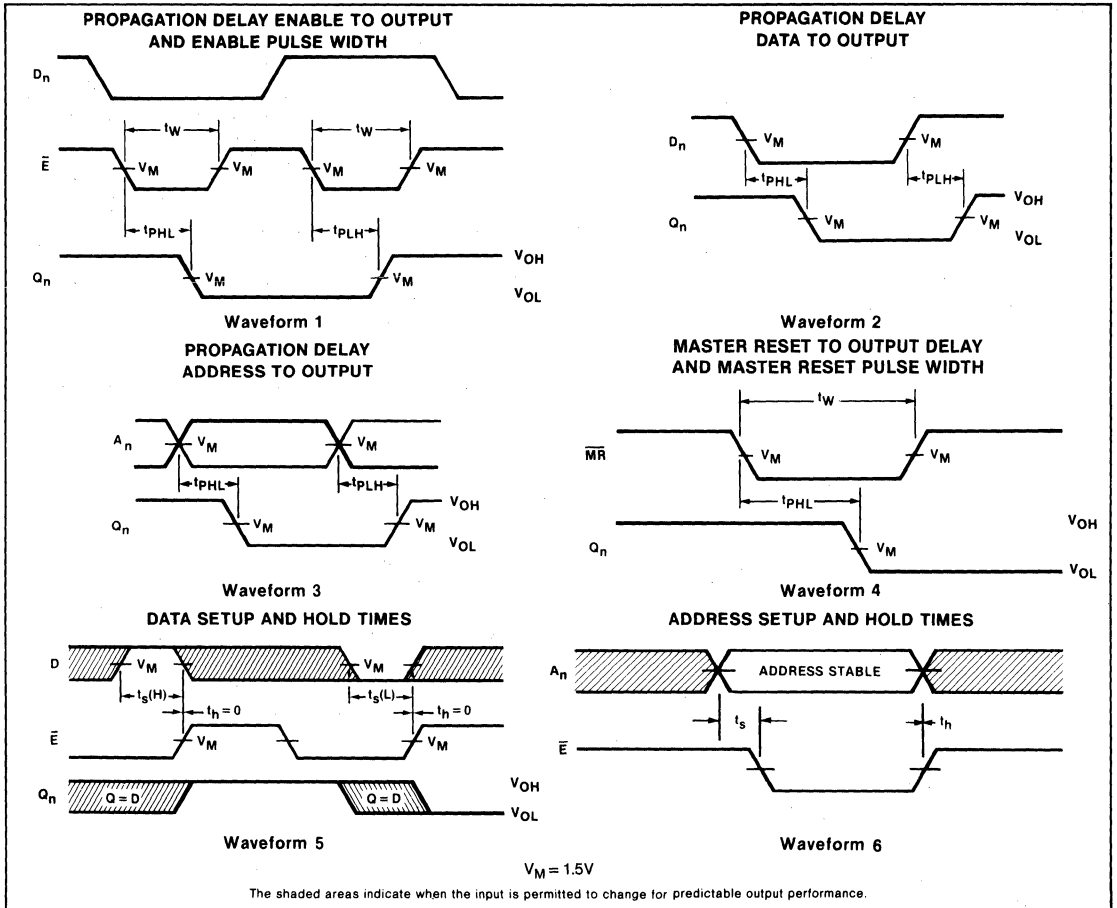 PROPAGATION DELAY ENABLE TO OUTPUT
AND ENABLE PULSE WIDTH
Dn
tW
tW
E̅
VM
VM
VM
VM
tPHL
tPLH
Qn
VM
VM
VOH
VOL
Waveform 1
PROPAGATION DELAY
DATA TO OUTPUT
Dn
VM
VM
tPHL
tPLH
Qn
VM
VM
VOH
VOL
Waveform 2
PROPAGATION DELAY
ADDRESS TO OUTPUT
An
VM
VM
tPHL
tPLH
Qn
VM
VM
VOH
VOL
Waveform 3
MASTER RESET TO OUTPUT DELAY
AND MASTER RESET PULSE WIDTH
tW
M̅R̅
VM
VM
tPHL
Qn
VM
VOH
VOL
Waveform 4
DATA SETUP AND HOLD TIMES
D
VM
VM
ts(H)
th = 0
ts(L)
th = 0
E̅
VM
VM
Qn
Q = D
Q = D
VOH
VOL
Waveform 5
ADDRESS SETUP AND HOLD TIMES
An
ADDRESS STABLE
ts
th
E̅
Waveform 6
VM = 1.5V
The shaded areas indicate when the input is permitted to change for predictable output performance.